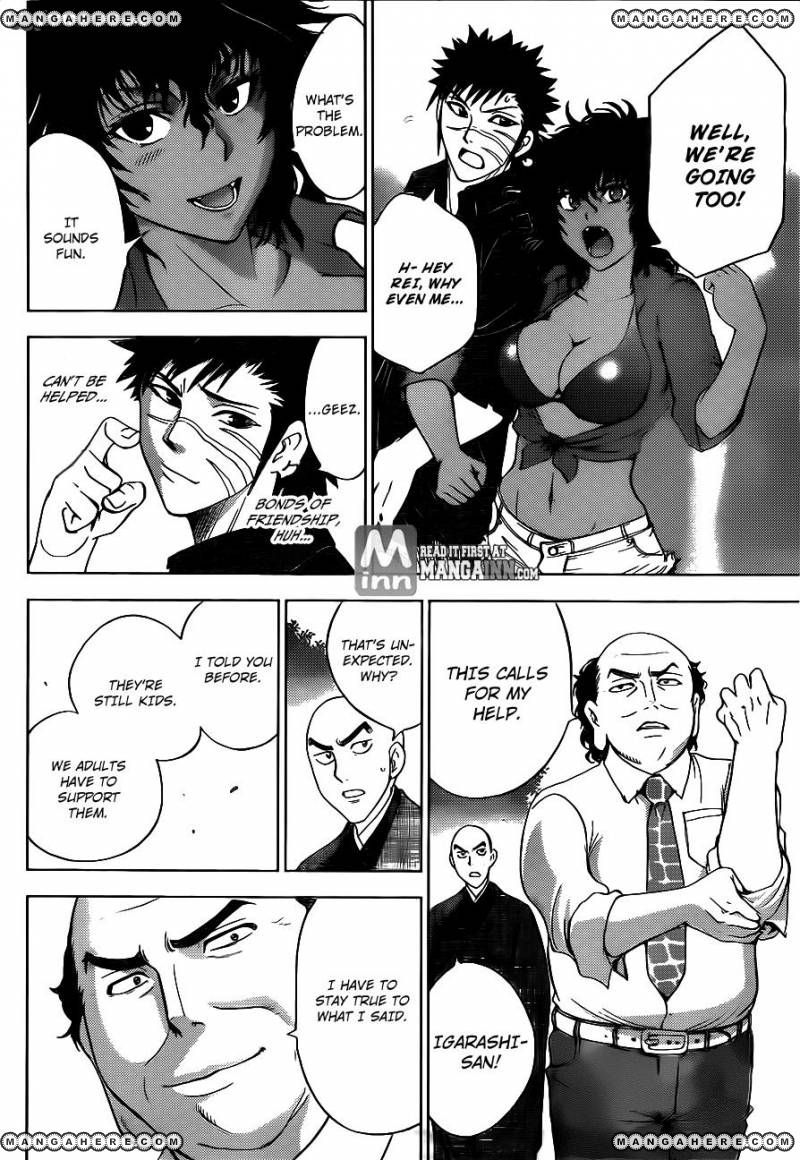 MANGAHERE.COM
MANGAHERE.COM
WELL,
WE'RE
GOING
TOO!
H- HEY
REI, WHY
EVEN ME...
WHAT'S
THE
PROBLEM.
IT
SOUNDS
FUN.
...GEEZ.
CAN'T BE
HELPED...
BONDS OF
FRIENDSHIP,
HUH...
M
inn
READ IT FIRST AT
MANGAINN.COM
THIS CALLS
FOR MY
HELP.
IGARASHI-
SAN!
THAT'S UN-
EXPECTED.
WHY?
I TOLD YOU
BEFORE.
THEY'RE
STILL KIDS.
WE ADULTS
HAVE TO
SUPPORT
THEM.
I HAVE TO
STAY TRUE TO
WHAT I SAID.
MANGAHERE.COM
MANGAHERE.COM